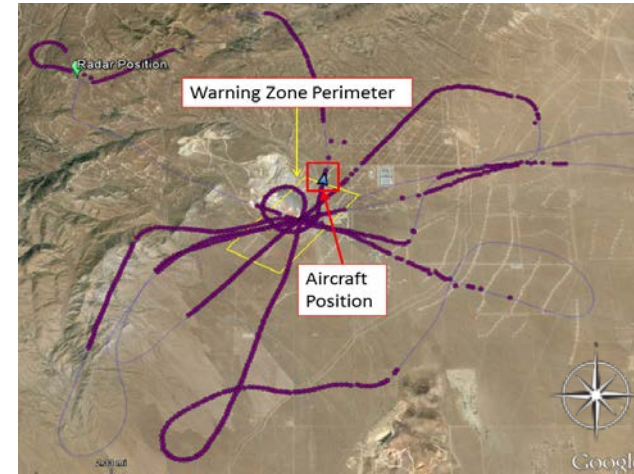 Radar Position
Warning Zone Perimeter
Aircraft
Position
Google